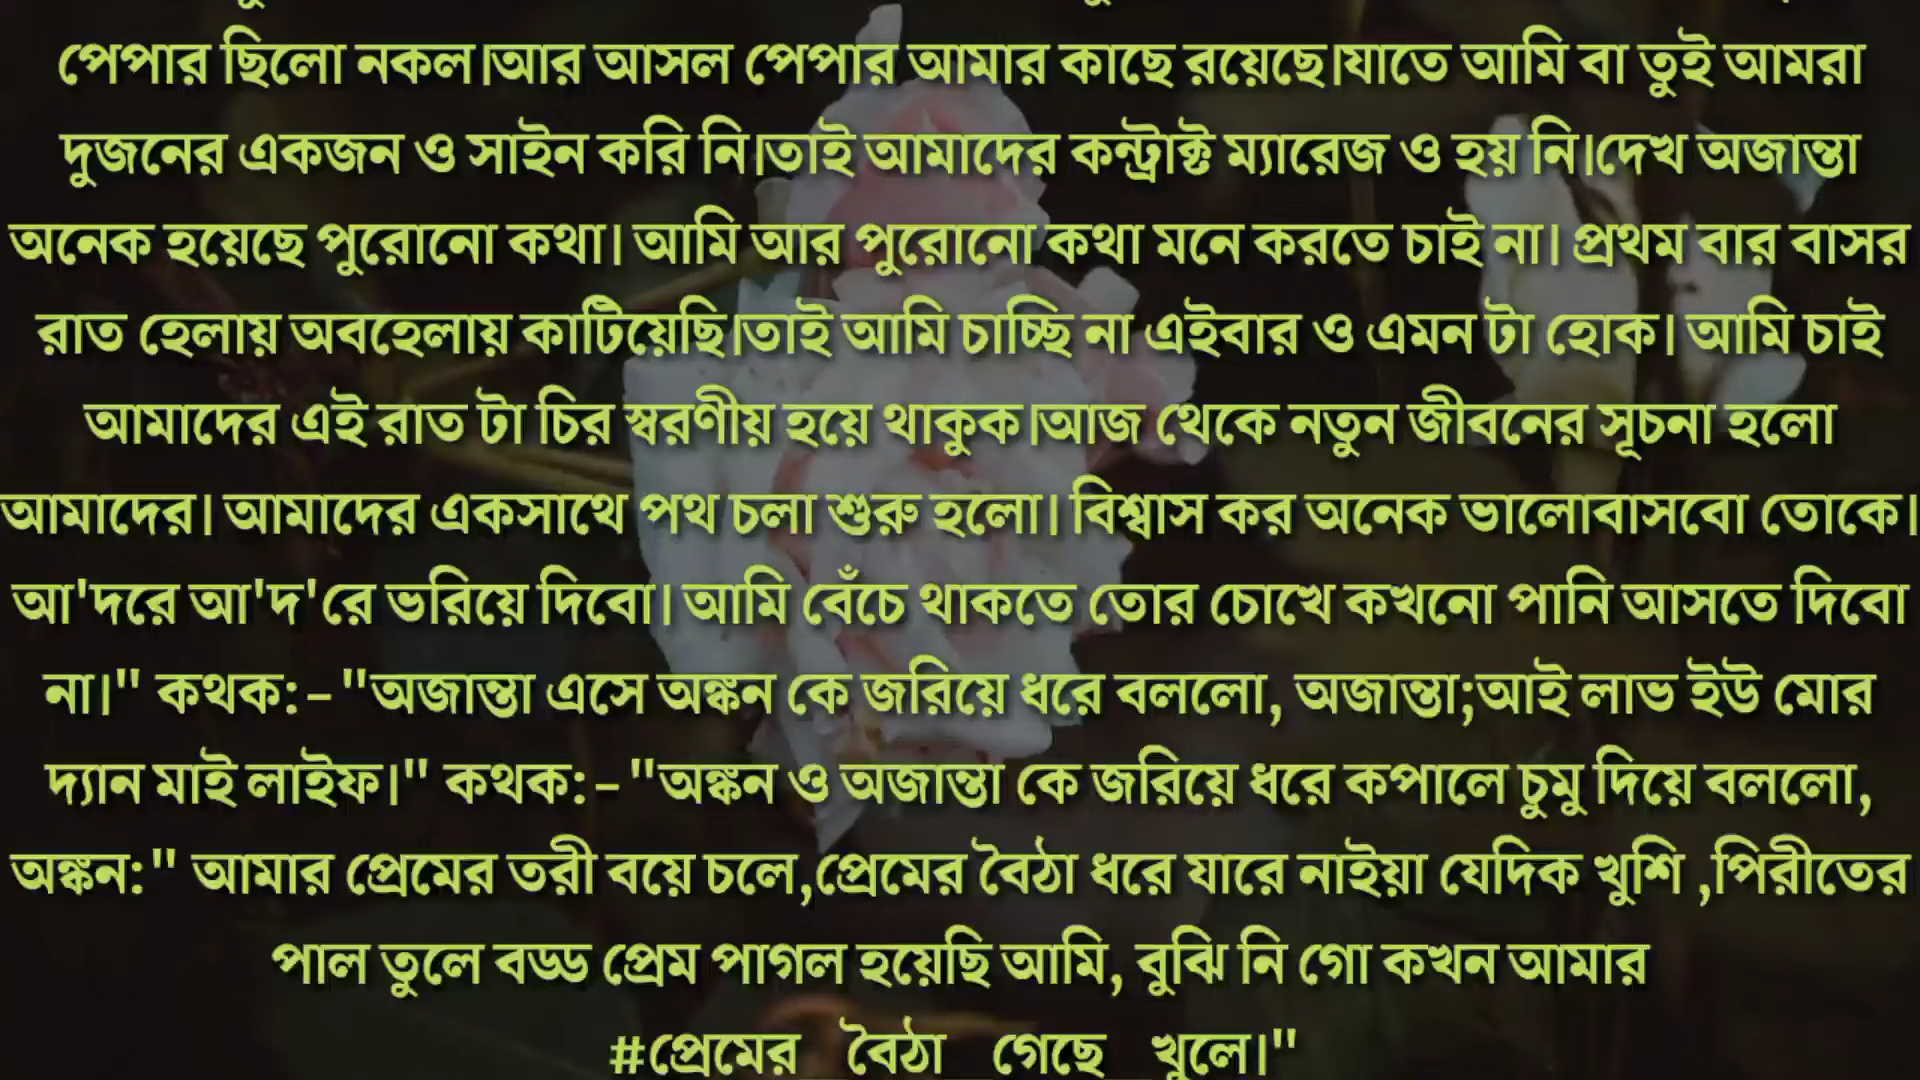 পেপার ছিলো নকল।আর আসল পেপার আমার কাছে রয়েছে।যাতে আমি বা তুই আমরা
দুজনের একজন ও সাইন করি নি।তাই আমাদের কন্ট্রাক্ট ম্যারেজ ও হয় নি।দেখ অজান্তা
অনেক হয়েছে পুরোনো কথা। আমি আর পুরোনো কথা মনে করতে চাই না। প্রথম বার বাসর
রাত হেলায় অবহেলায় কাটিয়েছি।তাই আমি চাচ্ছি না এইবার ও এমন টা হোক। আমি চাই
আমাদের এই রাত টা চির স্বরণীয় হয়ে থাকুক।আজ থেকে নতুন জীবনের সূচনা হলো
আমাদের। আমাদের একসাথে পথ চলা শুরু হলো। বিশ্বাস কর অনেক ভালোবাসবো তোকে।
আ'দরে আ'দ'রে ভরিয়ে দিবো। আমি বেঁচে থাকতে তোর চোখে কখনো পানি আসতে দিবো
না।" কথক:–"অজান্তা এসে অঙ্কন কে জরিয়ে ধরে বললো, অজান্তা;আই লাভ ইউ মোর
দ্যান মাই লাইফ।" কথক:–"অঙ্কন ও অজান্তা কে জরিয়ে ধরে কপালে চুমু দিয়ে বললো,
অঙ্কন:" আমার প্রেমের তরী বয়ে চলে,প্রেমের বৈঠা ধরে যারে নাইয়া যেদিক খুশি ,পিরীতের
পাল তুলে বড্ড প্রেম পাগল হয়েছি আমি, বুঝি নি গো কখন আমার
#প্রেমের বৈঠা গেছে খুলে।"